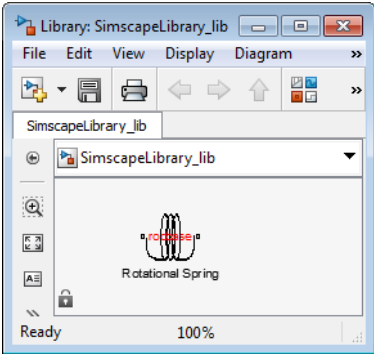 Library: SimscapeLibrary_lib
File Edit View Display Diagram »
»
SimscapeLibrary_lib
SimscapeLibrary_lib
Rotational Spring
Ready 100%